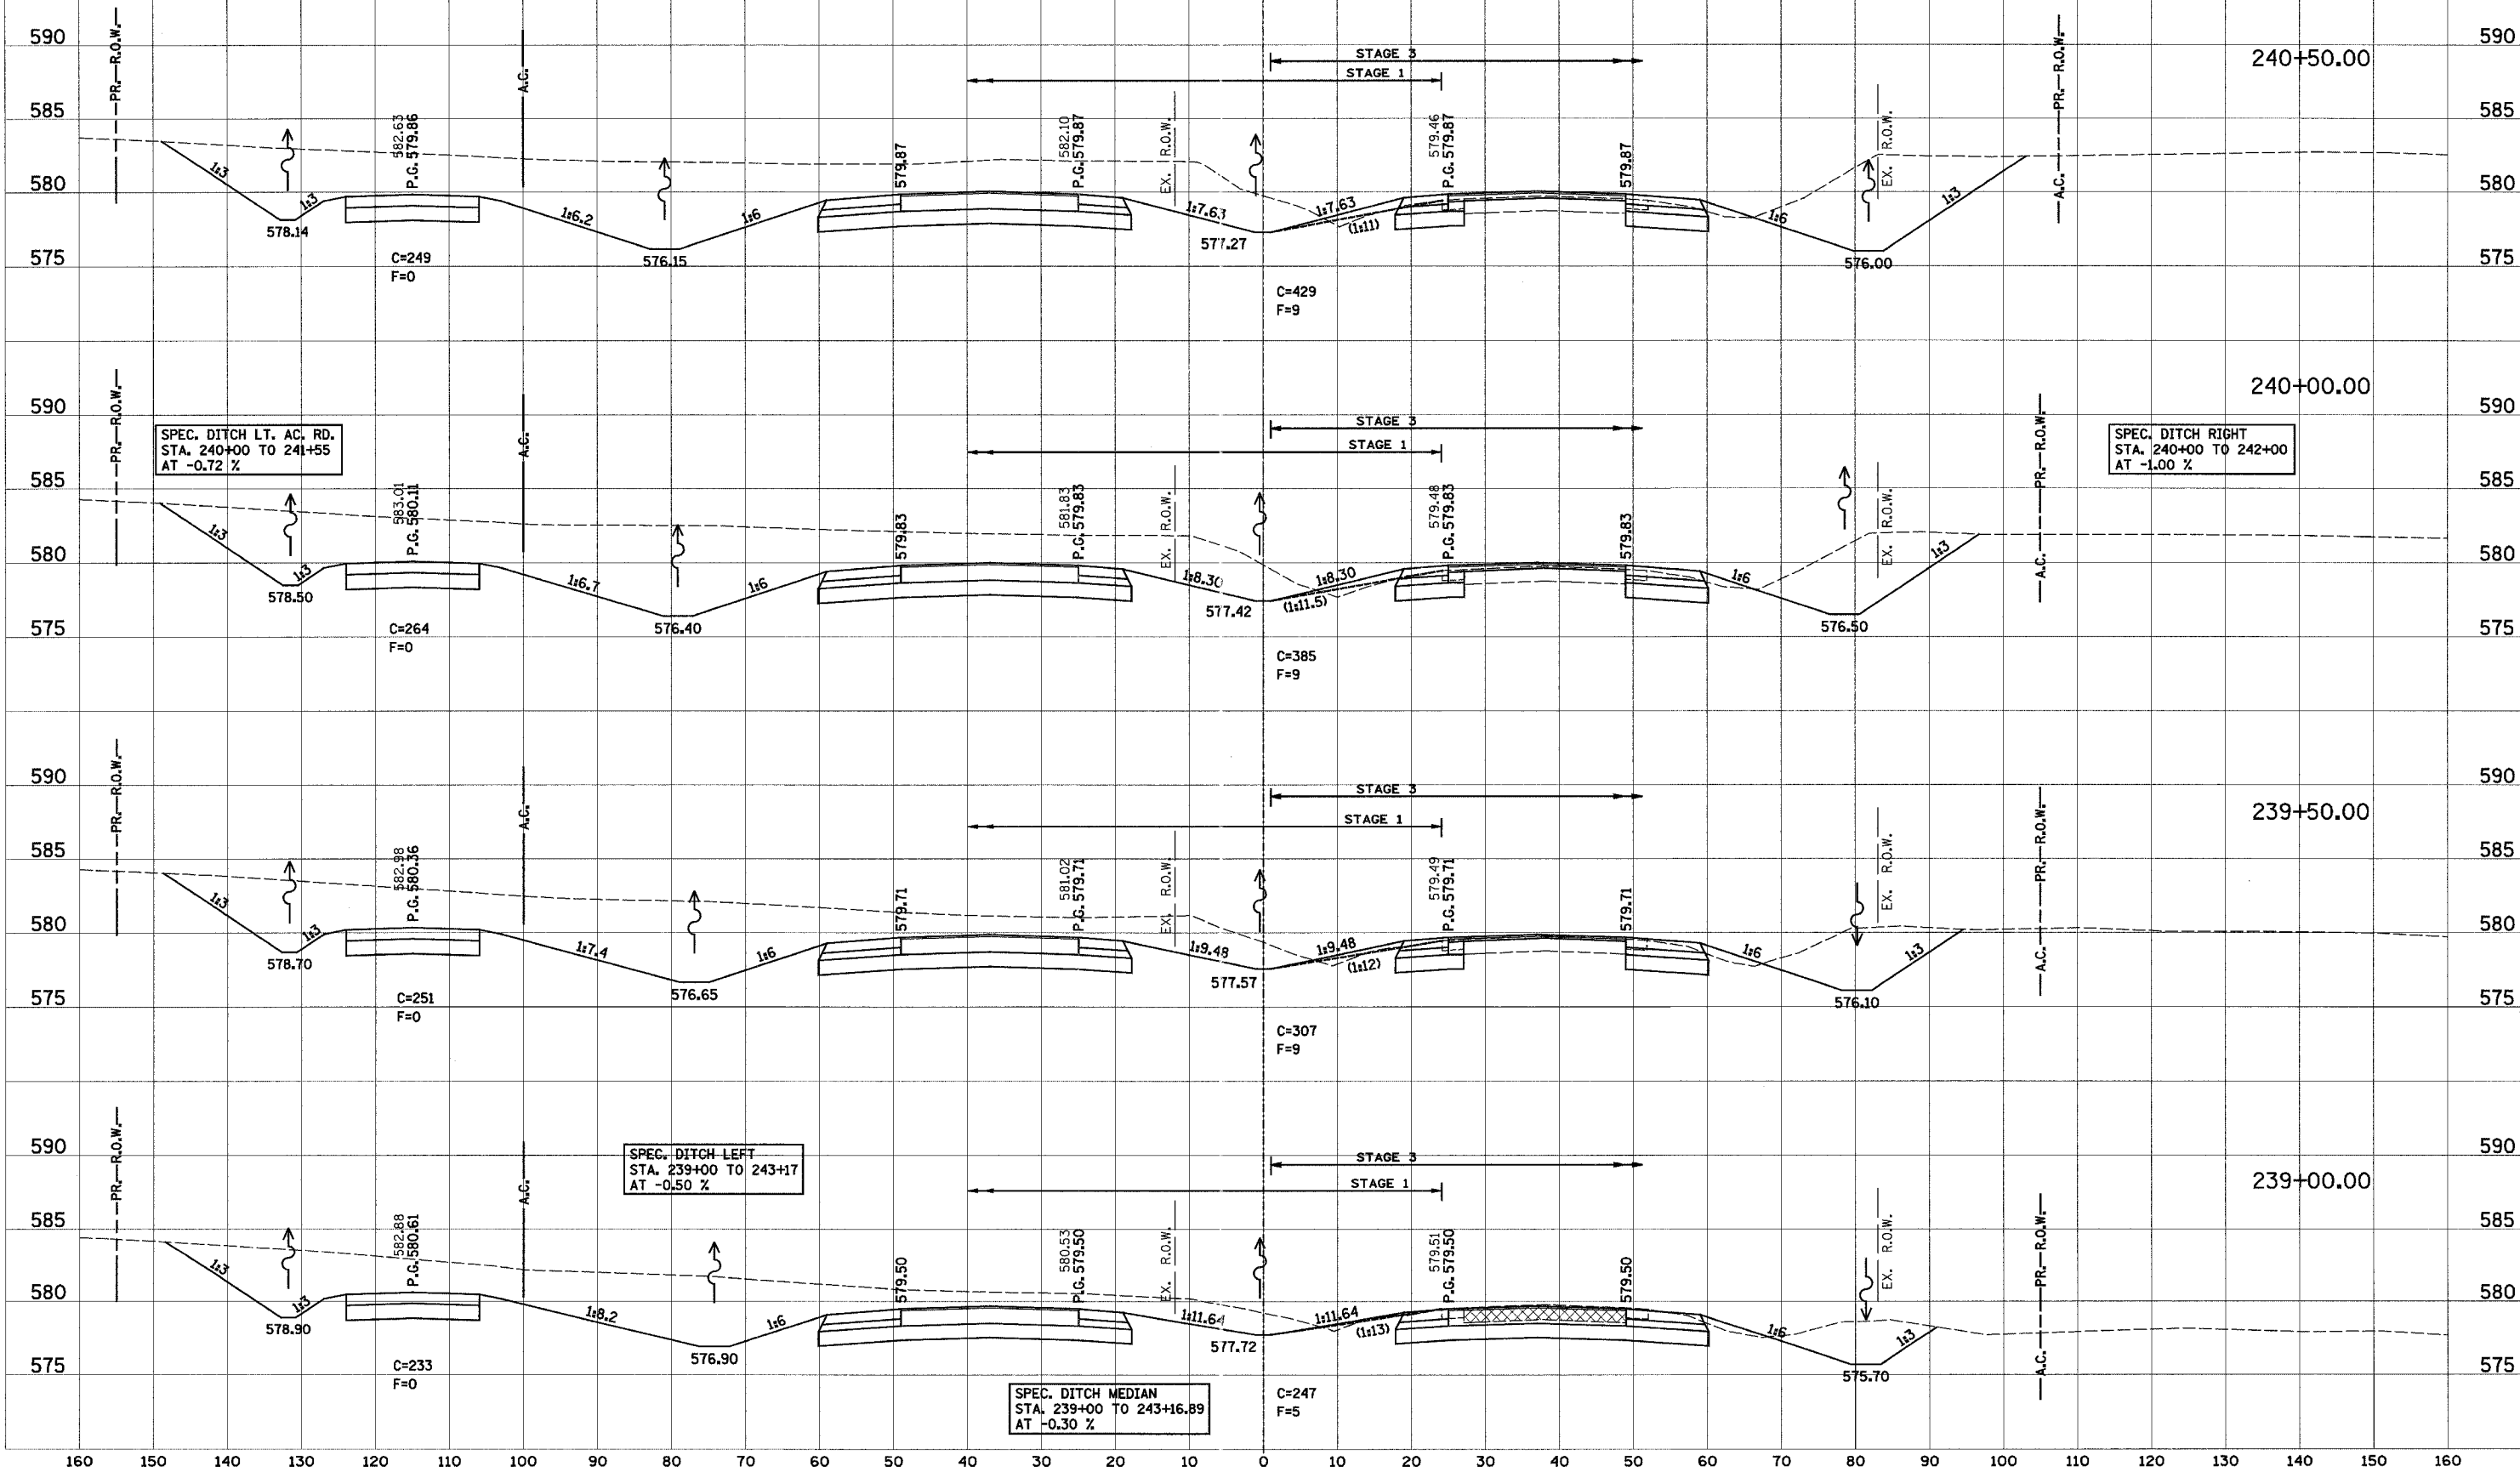 590
PR. R.O.W.
A.C.
STAGE 3
STAGE 1
A.C. PR. R.O.W.
240+50.00
590
585
582.63
P.G. 579.86
582.10
P.G. 579.87
EX. R.O.W.
579.46
P.G. 579.87
EX. R.O.W.
585
580
1:3
1:3
579.87
579.87
580
578.14
1:6.2
1:6
1:7.63
1:7.63
(1:11)
1:6
1:3
577.27
575
C=249
F=0
576.15
576.00
575
C=429
F=9
240+00.00
590
PR. R.O.W.
A.C.
STAGE 3
STAGE 1
A.C. PR. R.O.W.
590
SPEC. DITCH LT. AC. RD.
STA. 240+00 TO 241+55
AT -0.72 %
SPEC. DITCH RIGHT
STA. 240+00 TO 242+00
AT -1.00 %
585
583.01
P.G. 580.11
581.83
P.G. 579.83
EX. R.O.W.
579.48
P.G. 579.83
EX. R.O.W.
585
580
1:3
1:3
579.83
579.83
580
578.50
1:6.7
1:6
1:8.30
1:8.30
(1:11.5)
1:6
1:3
577.42
575
C=264
F=0
576.40
576.50
575
C=385
F=9
590
PR. R.O.W.
A.C.
STAGE 3
STAGE 1
A.C. PR. R.O.W.
239+50.00
590
585
582.98
P.G. 580.36
581.02
P.G. 579.71
EX. R.O.W.
579.49
P.G. 579.71
EX. R.O.W.
585
580
1:3
1:3
579.71
579.71
580
578.70
1:7.4
1:6
1:9.48
1:9.48
(1:12)
1:6
1:3
577.57
575
C=251
F=0
576.65
576.10
575
C=307
F=9
590
PR. R.O.W.
A.C.
SPEC. DITCH LEFT
STA. 239+00 TO 243+17
AT -0.50 %
STAGE 3
STAGE 1
A.C. PR. R.O.W.
239+00.00
590
585
582.88
P.G. 580.61
580.53
P.G. 579.50
EX. R.O.W.
579.51
P.G. 579.50
EX. R.O.W.
585
580
1:3
1:3
579.50
579.50
580
578.90
1:8.2
1:6
1:11.64
1:11.64
(1:13)
1:6
1:3
577.72
575
C=233
F=0
576.90
575.70
575
SPEC. DITCH MEDIAN
STA. 239+00 TO 243+16.89
AT -0.30 %
C=247
F=5
160 150 140 130 120 110 100 90 80 70 60 50 40 30 20 10 0 10 20 30 40 50 60 70 80 90 100 110 120 130 140 150 160